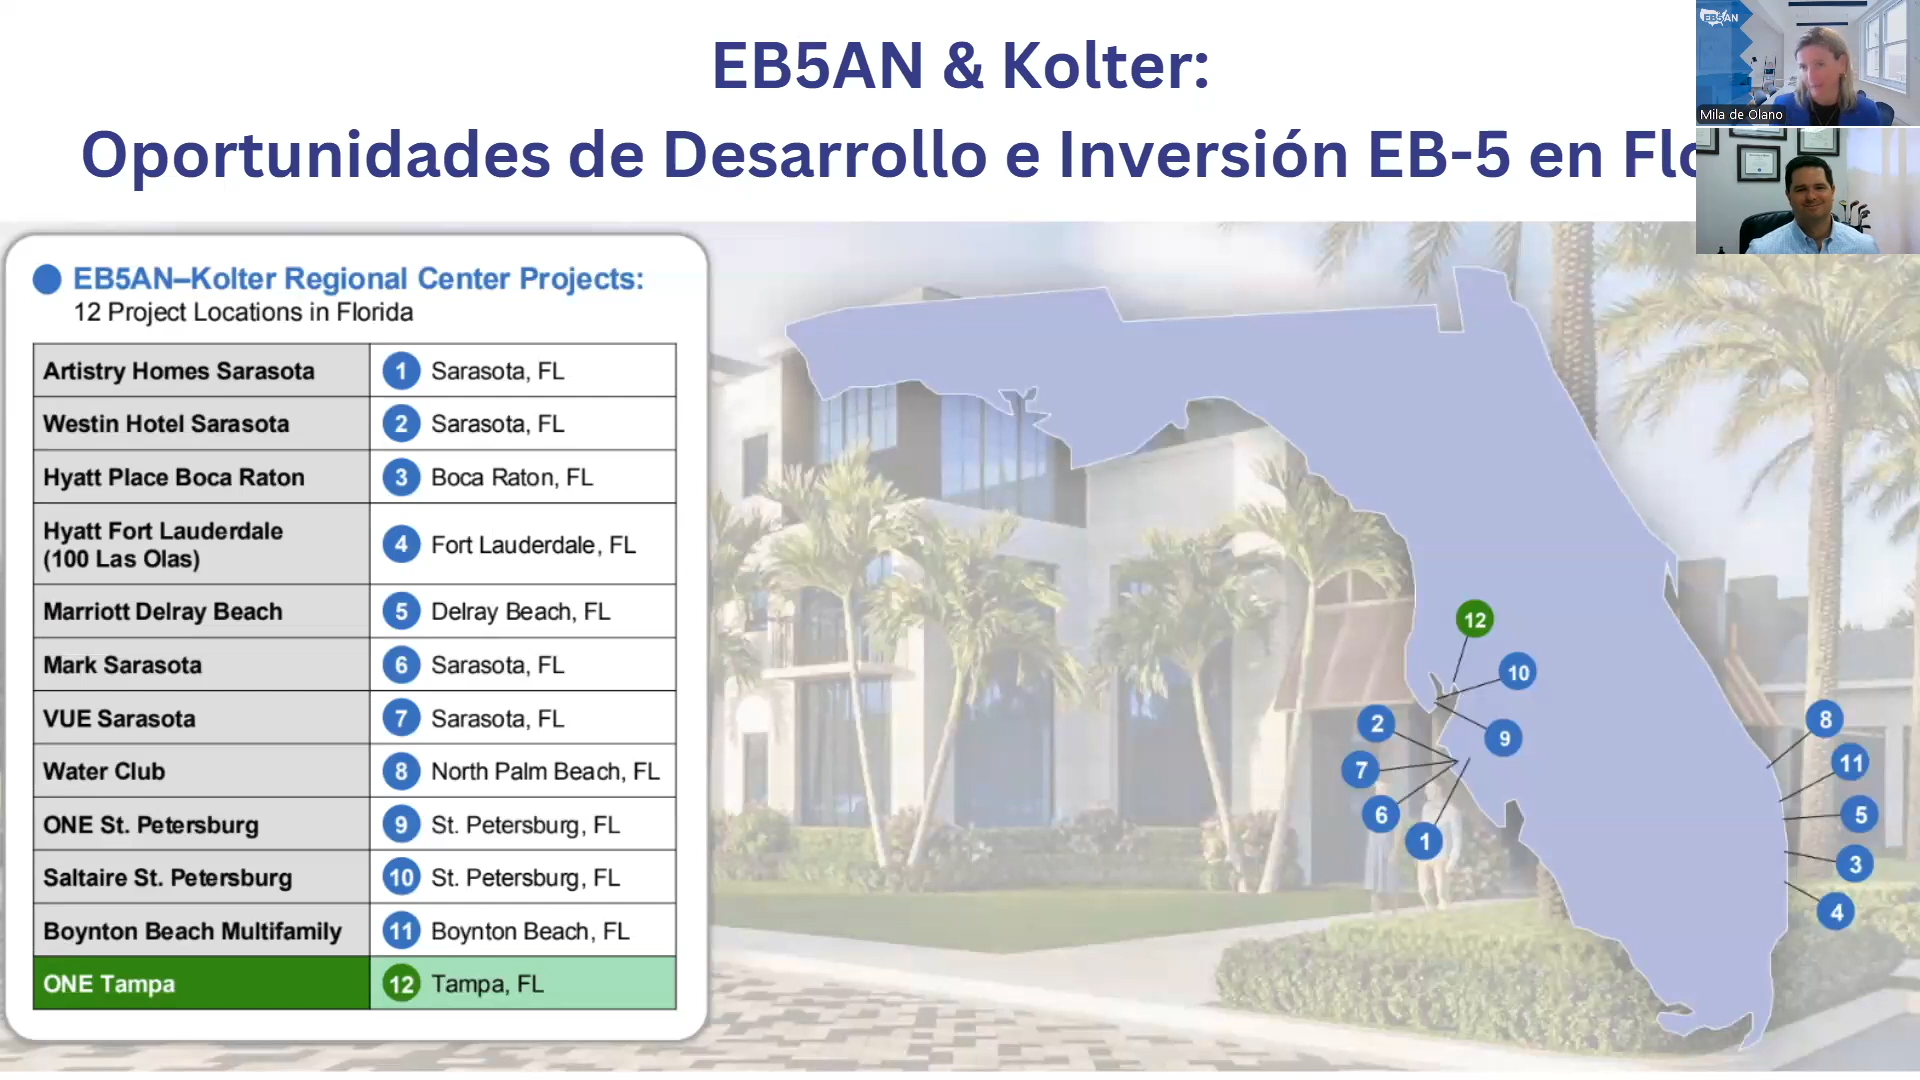 EB5AN & Kolter:
Oportunidades de Desarrollo e Inversión EB-5 en Flo
EB5AN
Mila de Olano
EB5AN–Kolter Regional Center Projects:
12 Project Locations in Florida
Artistry Homes Sarasota 1 Sarasota, FL
Westin Hotel Sarasota 2 Sarasota, FL
Hyatt Place Boca Raton 3 Boca Raton, FL
Hyatt Fort Lauderdale
(100 Las Olas) 4 Fort Lauderdale, FL
Marriott Delray Beach 5 Delray Beach, FL
Mark Sarasota 6 Sarasota, FL
VUE Sarasota 7 Sarasota, FL
Water Club 8 North Palm Beach, FL
ONE St. Petersburg 9 St. Petersburg, FL
Saltaire St. Petersburg 10 St. Petersburg, FL
Boynton Beach Multifamily 11 Boynton Beach, FL
ONE Tampa 12 Tampa, FL
12
10
2
9
7
6
1
8
11
5
3
4